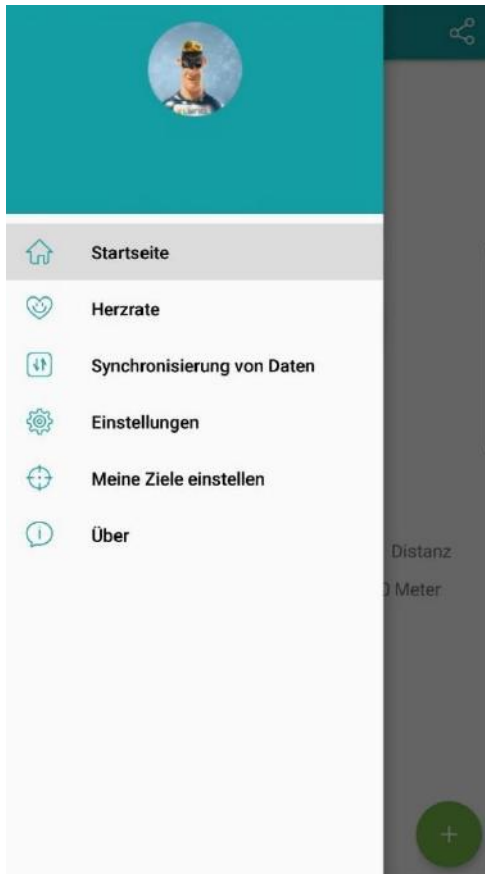 Startseite
Herzrate
Synchronisierung von Daten
Einstellungen
Meine Ziele einstellen
Über
Distanz
Meter